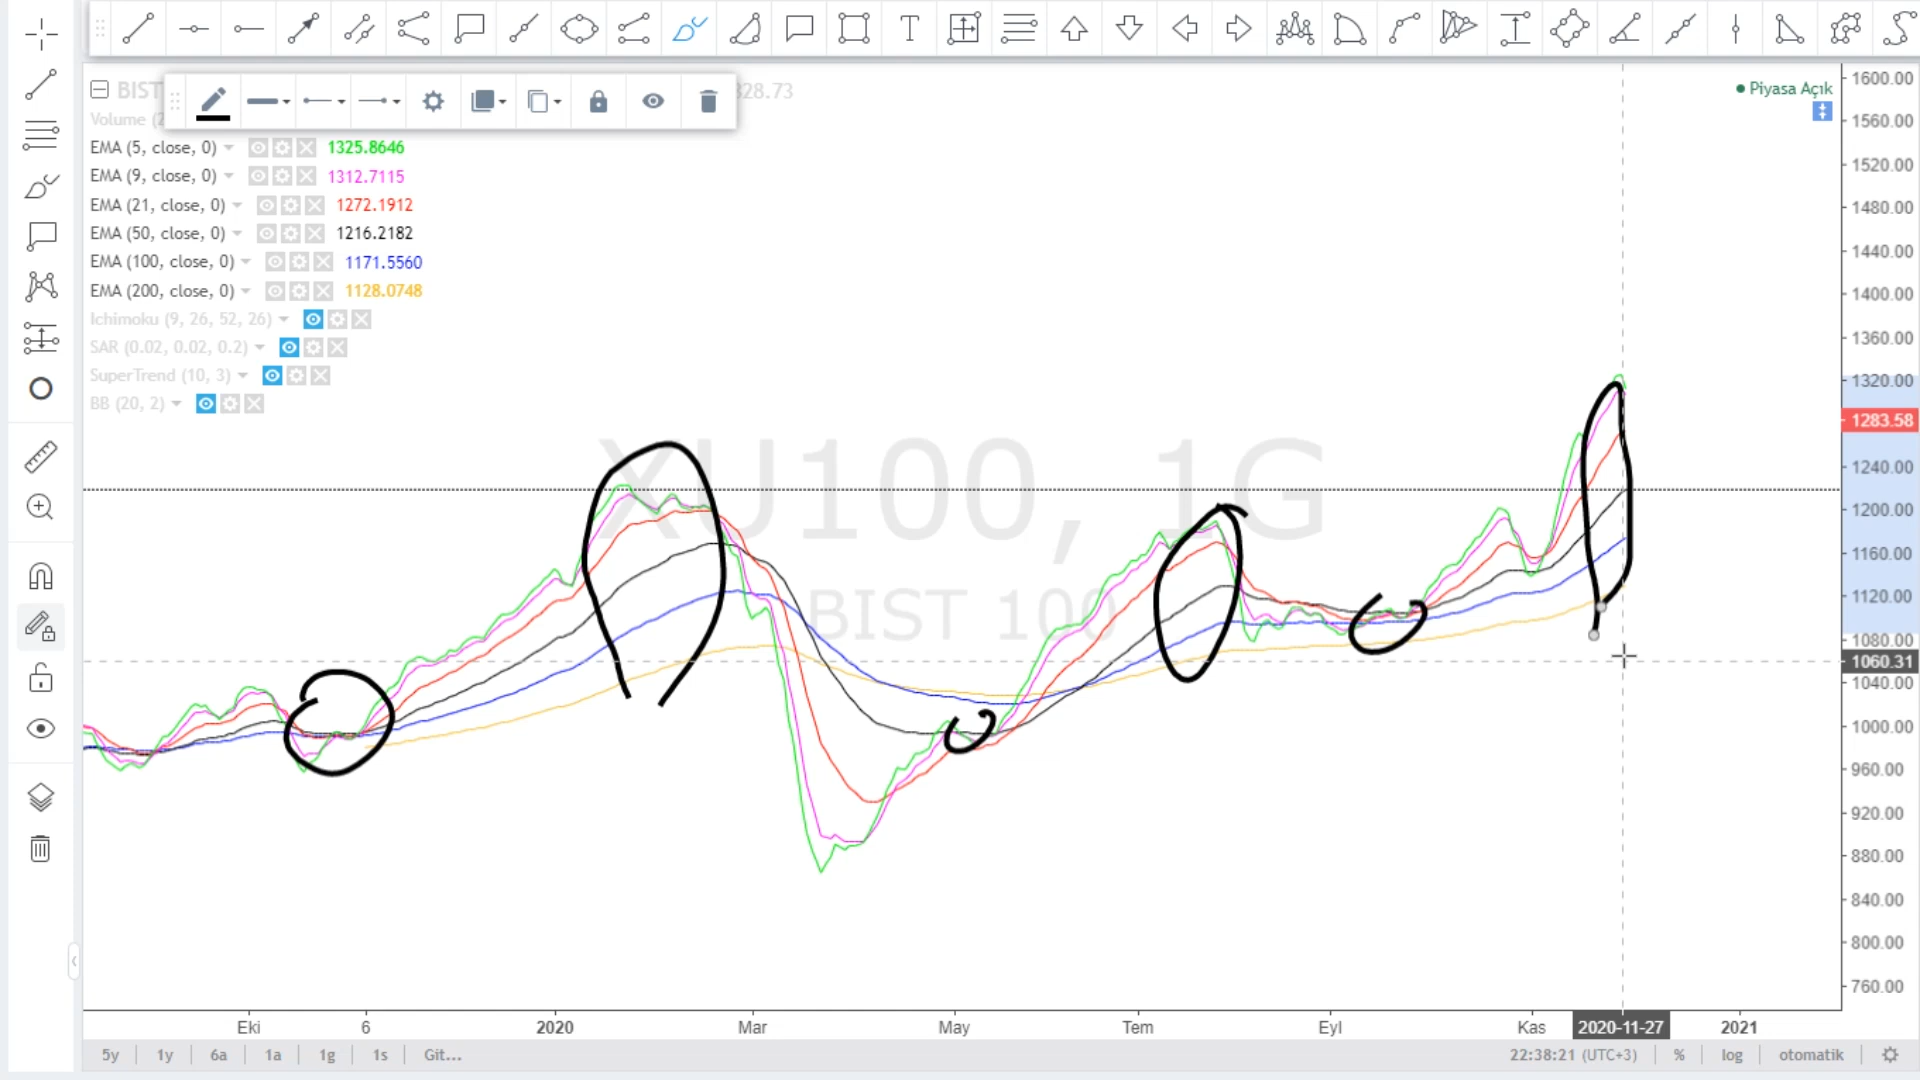 BIST
328.73
Volume (2
EMA (5, close, 0) 1325.8646
EMA (9, close, 0) 1312.7115
EMA (21, close, 0) 1272.1912
EMA (50, close, 0) 1216.2182
EMA (100, close, 0) 1171.5560
EMA (200, close, 0) 1128.0748
Ichimoku (9, 26, 52, 26)
SAR (0.02, 0.02, 0.2)
SuperTrend (10, 3)
BB (20, 2)
Piyasa Açık
XU100, 1G
BIST 100
1600.00
1560.00
1520.00
1480.00
1440.00
1400.00
1360.00
1320.00
1283.58
1240.00
1200.00
1160.00
1120.00
1080.00
1060.31
1040.00
1000.00
960.00
920.00
880.00
840.00
800.00
760.00
Eki 6 2020 Mar May Tem Eyl Kas 2020-11-27 2021
5y 1y 6a 1a 1g 1s Git... 22:38:21 (UTC+3) % log otomatik